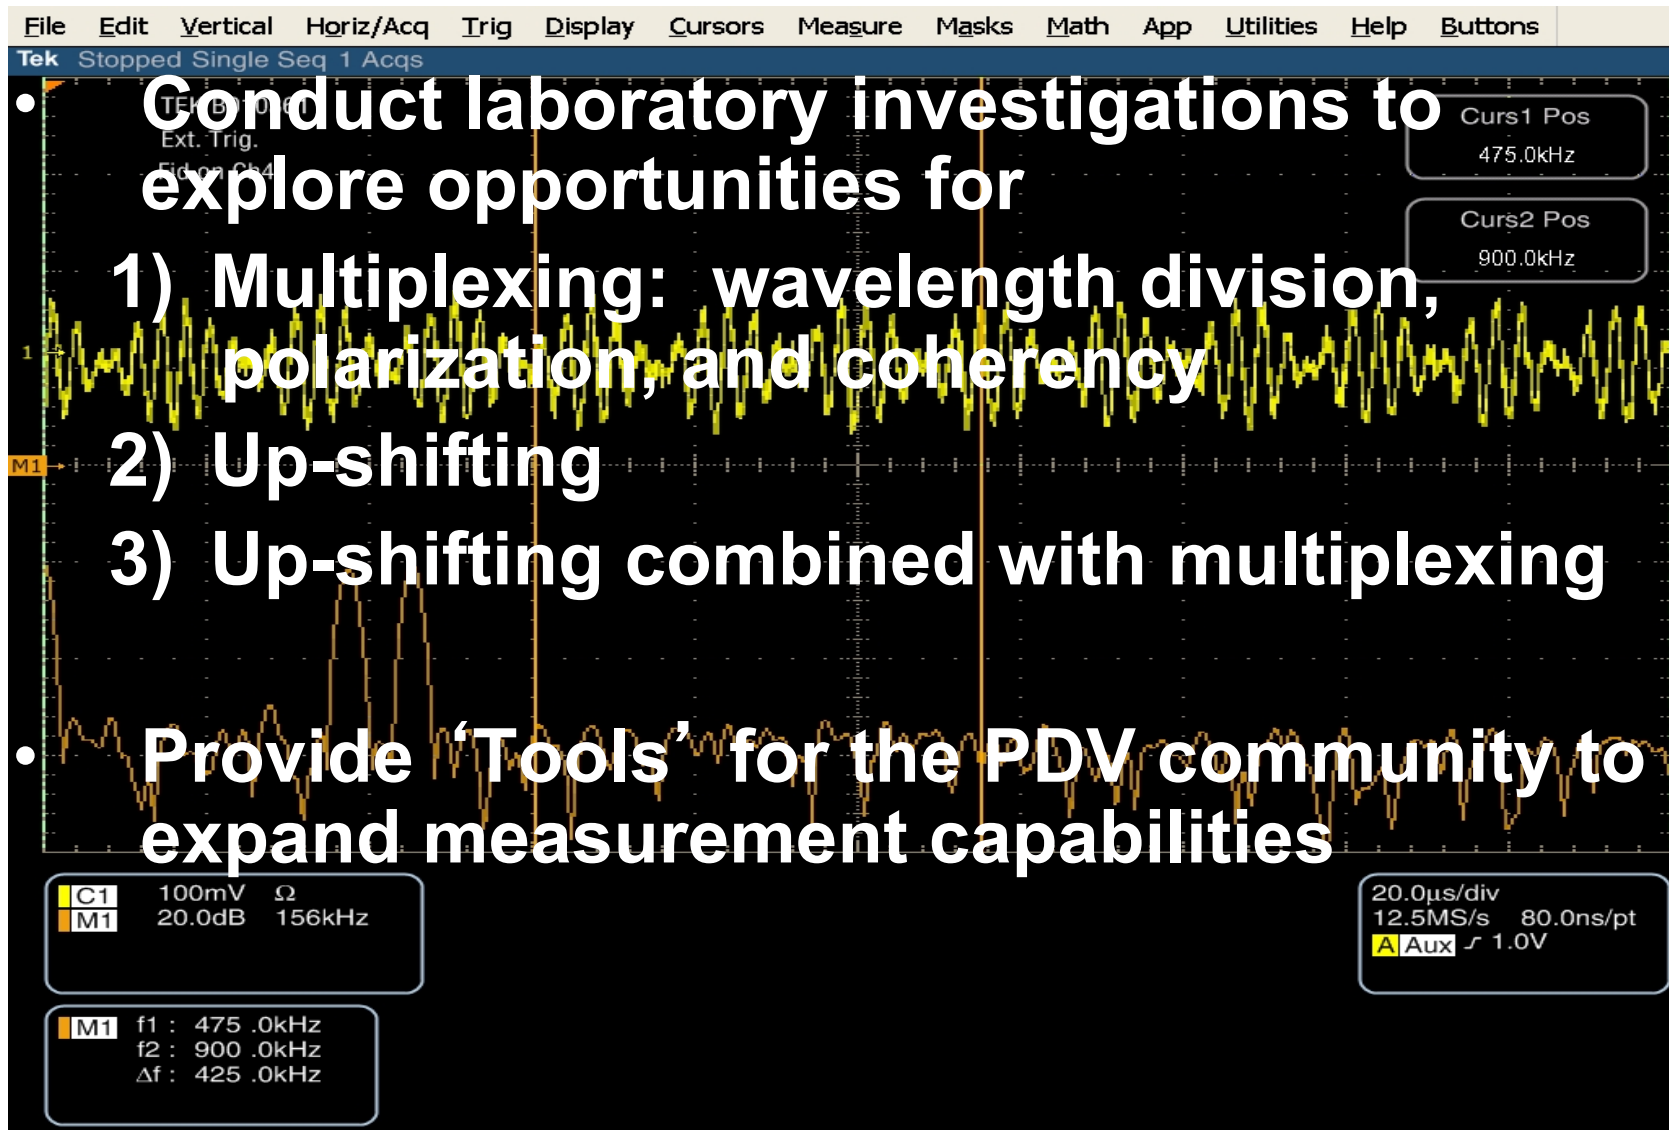 File Edit Vertical Horiz/Acq Trig Display Cursors Measure Masks Math App Utilities Help Buttons
Tek Stopped Single Seq 1 Acqs
• Conduct laboratory investigations to
explore opportunities for
Ext. Trig.
Curs1 Pos
475.0kHz
Curs2 Pos
900.0kHz
1) Multiplexing: wavelength division,
polarization, and coherency
1
2) Up-shifting
M1
3) Up-shifting combined with multiplexing
• Provide ‘Tools’ for the PDV community to
expand measurement capabilities
C1 100mV Ω
M1 20.0dB 156kHz
20.0µs/div
12.5MS/s 80.0ns/pt
A Aux 1.0V
M1 f1 : 475 .0kHz
f2 : 900 .0kHz
Δf : 425 .0kHz